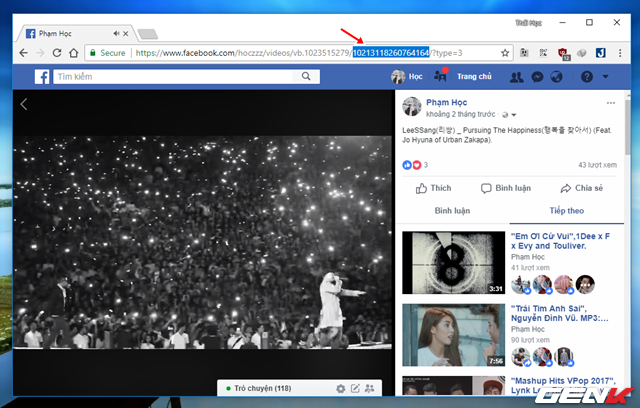 Thái Học
Phạm Học
Secure https://www.facebook.com/hoczzz/videos/vb.1023515279/10213118260764164/?type=3
12
Tìm kiếm
Học
Trang chủ
Phạm Học
khoảng 2 tháng trước
LeeSSang(리쌍) _ Pursuing The Happiness(행복을 찾아서) (Feat.
Jo Hyuna of Urban Zakapa).
3
43 lượt xem
Thích
Bình luận
Chia sẻ
Bình luận
Tiếp theo
8
3:31
"Em Ơi Cứ Vui",1Dee x F
x Evy and Touliver.
Phạm Học
41 lượt xem
7:56
"Trái Tim Anh Sai",
Nguyễn Đình Vũ. MP3:...
Phạm Học
90 lượt xem
"Mashup Hits VPop 2017",
Trò chuyện (118)
GENK